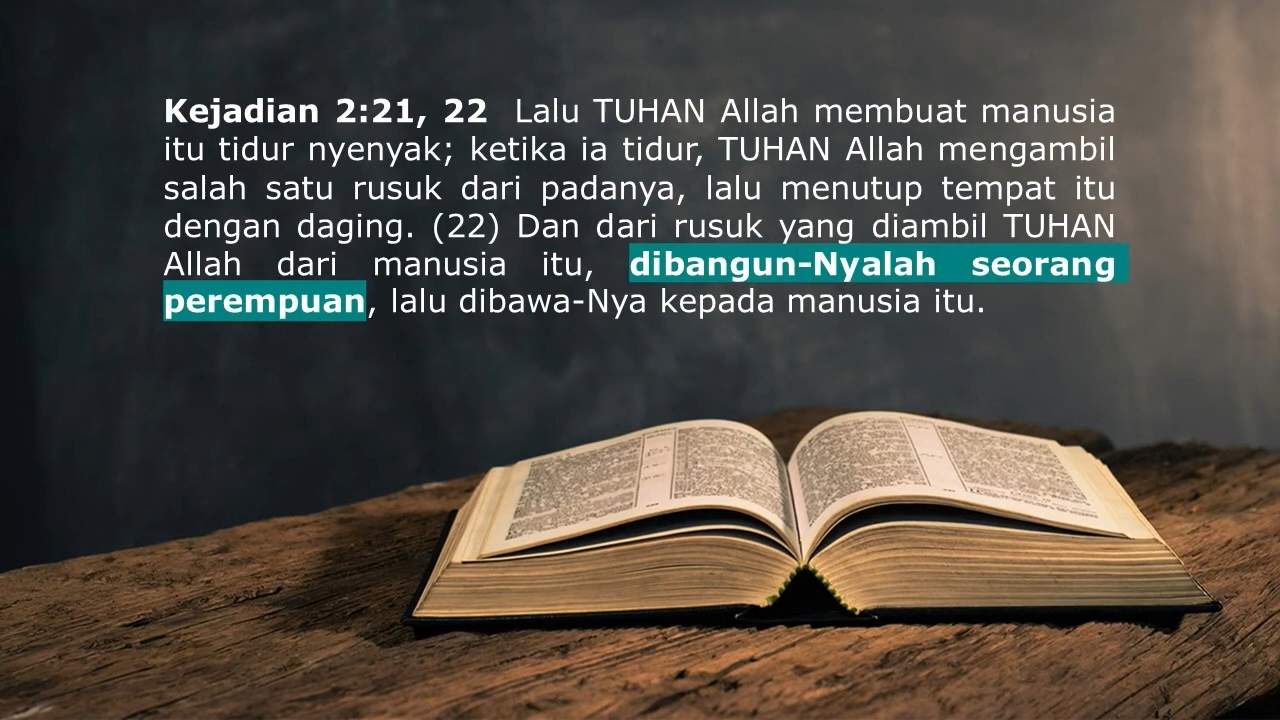 Kejadian 2:21, 22 Lalu TUHAN Allah membuat manusia
itu tidur nyenyak; ketika ia tidur, TUHAN Allah mengambil
salah satu rusuk dari padanya, lalu menutup tempat itu
dengan daging. (22) Dan dari rusuk yang diambil TUHAN
Allah dari manusia itu, dibangun-Nyalah seorang
perempuan, lalu dibawa-Nya kepada manusia itu.